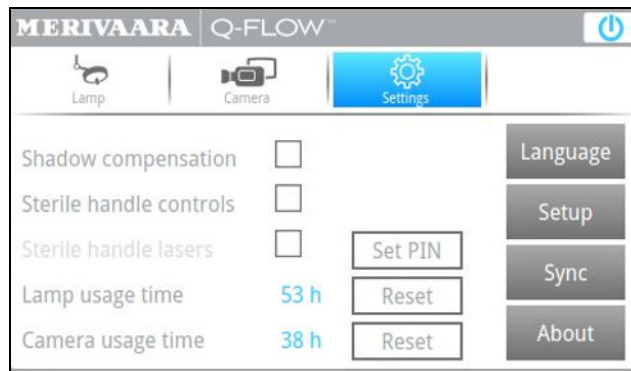 MERIVAARA Q-FLOW™
Lamp Camera Settings
Shadow compensation
Language
Sterile handle controls
Setup
Sterile handle lasers Set PIN
Sync
Lamp usage time 53 h Reset
Camera usage time 38 h Reset
About